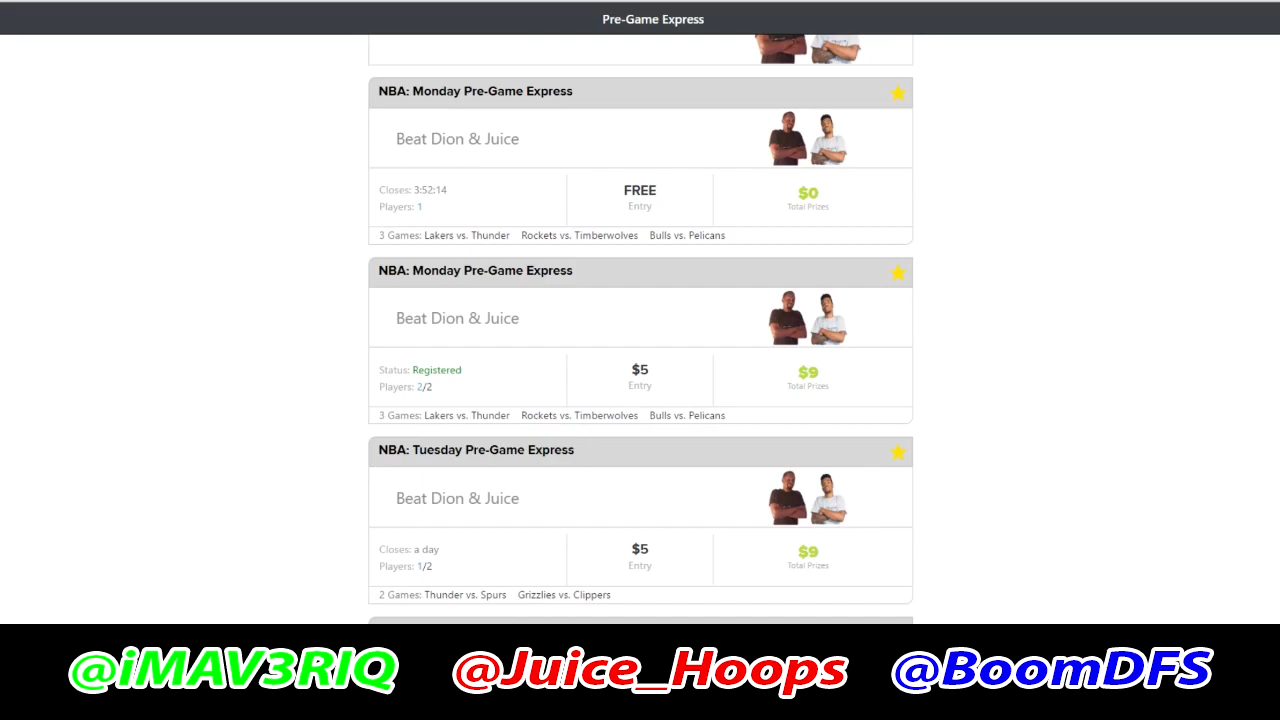 Pre-Game Express
NBA: Monday Pre-Game Express
Beat Dion & Juice
Closes: 3:52:14
Players: 1
FREE
Entry
$0
Total Prizes
3 Games: Lakers vs. Thunder Rockets vs. Timberwolves Bulls vs. Pelicans
NBA: Monday Pre-Game Express
Beat Dion & Juice
Status: Registered
Players: 2/2
$5
Entry
$9
Total Prizes
3 Games: Lakers vs. Thunder Rockets vs. Timberwolves Bulls vs. Pelicans
NBA: Tuesday Pre-Game Express
Beat Dion & Juice
Closes: a day
Players: 1/2
$5
Entry
$9
Total Prizes
2 Games: Thunder vs. Spurs Grizzlies vs. Clippers
@iMAV3RIQ @Juice_Hoops @BoomDFS